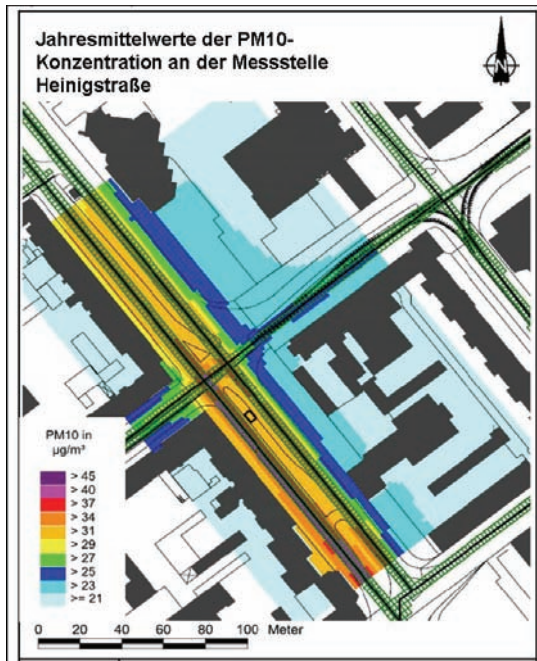 Jahresmittelwerte der PM10-
Konzentration an der Messstelle
Heinigstraße
N
PM10 in
µg/m³
> 45
> 40
> 37
> 34
> 31
> 29
> 27
> 25
> 23
>= 21
0 20 40 60 80 100 Meter